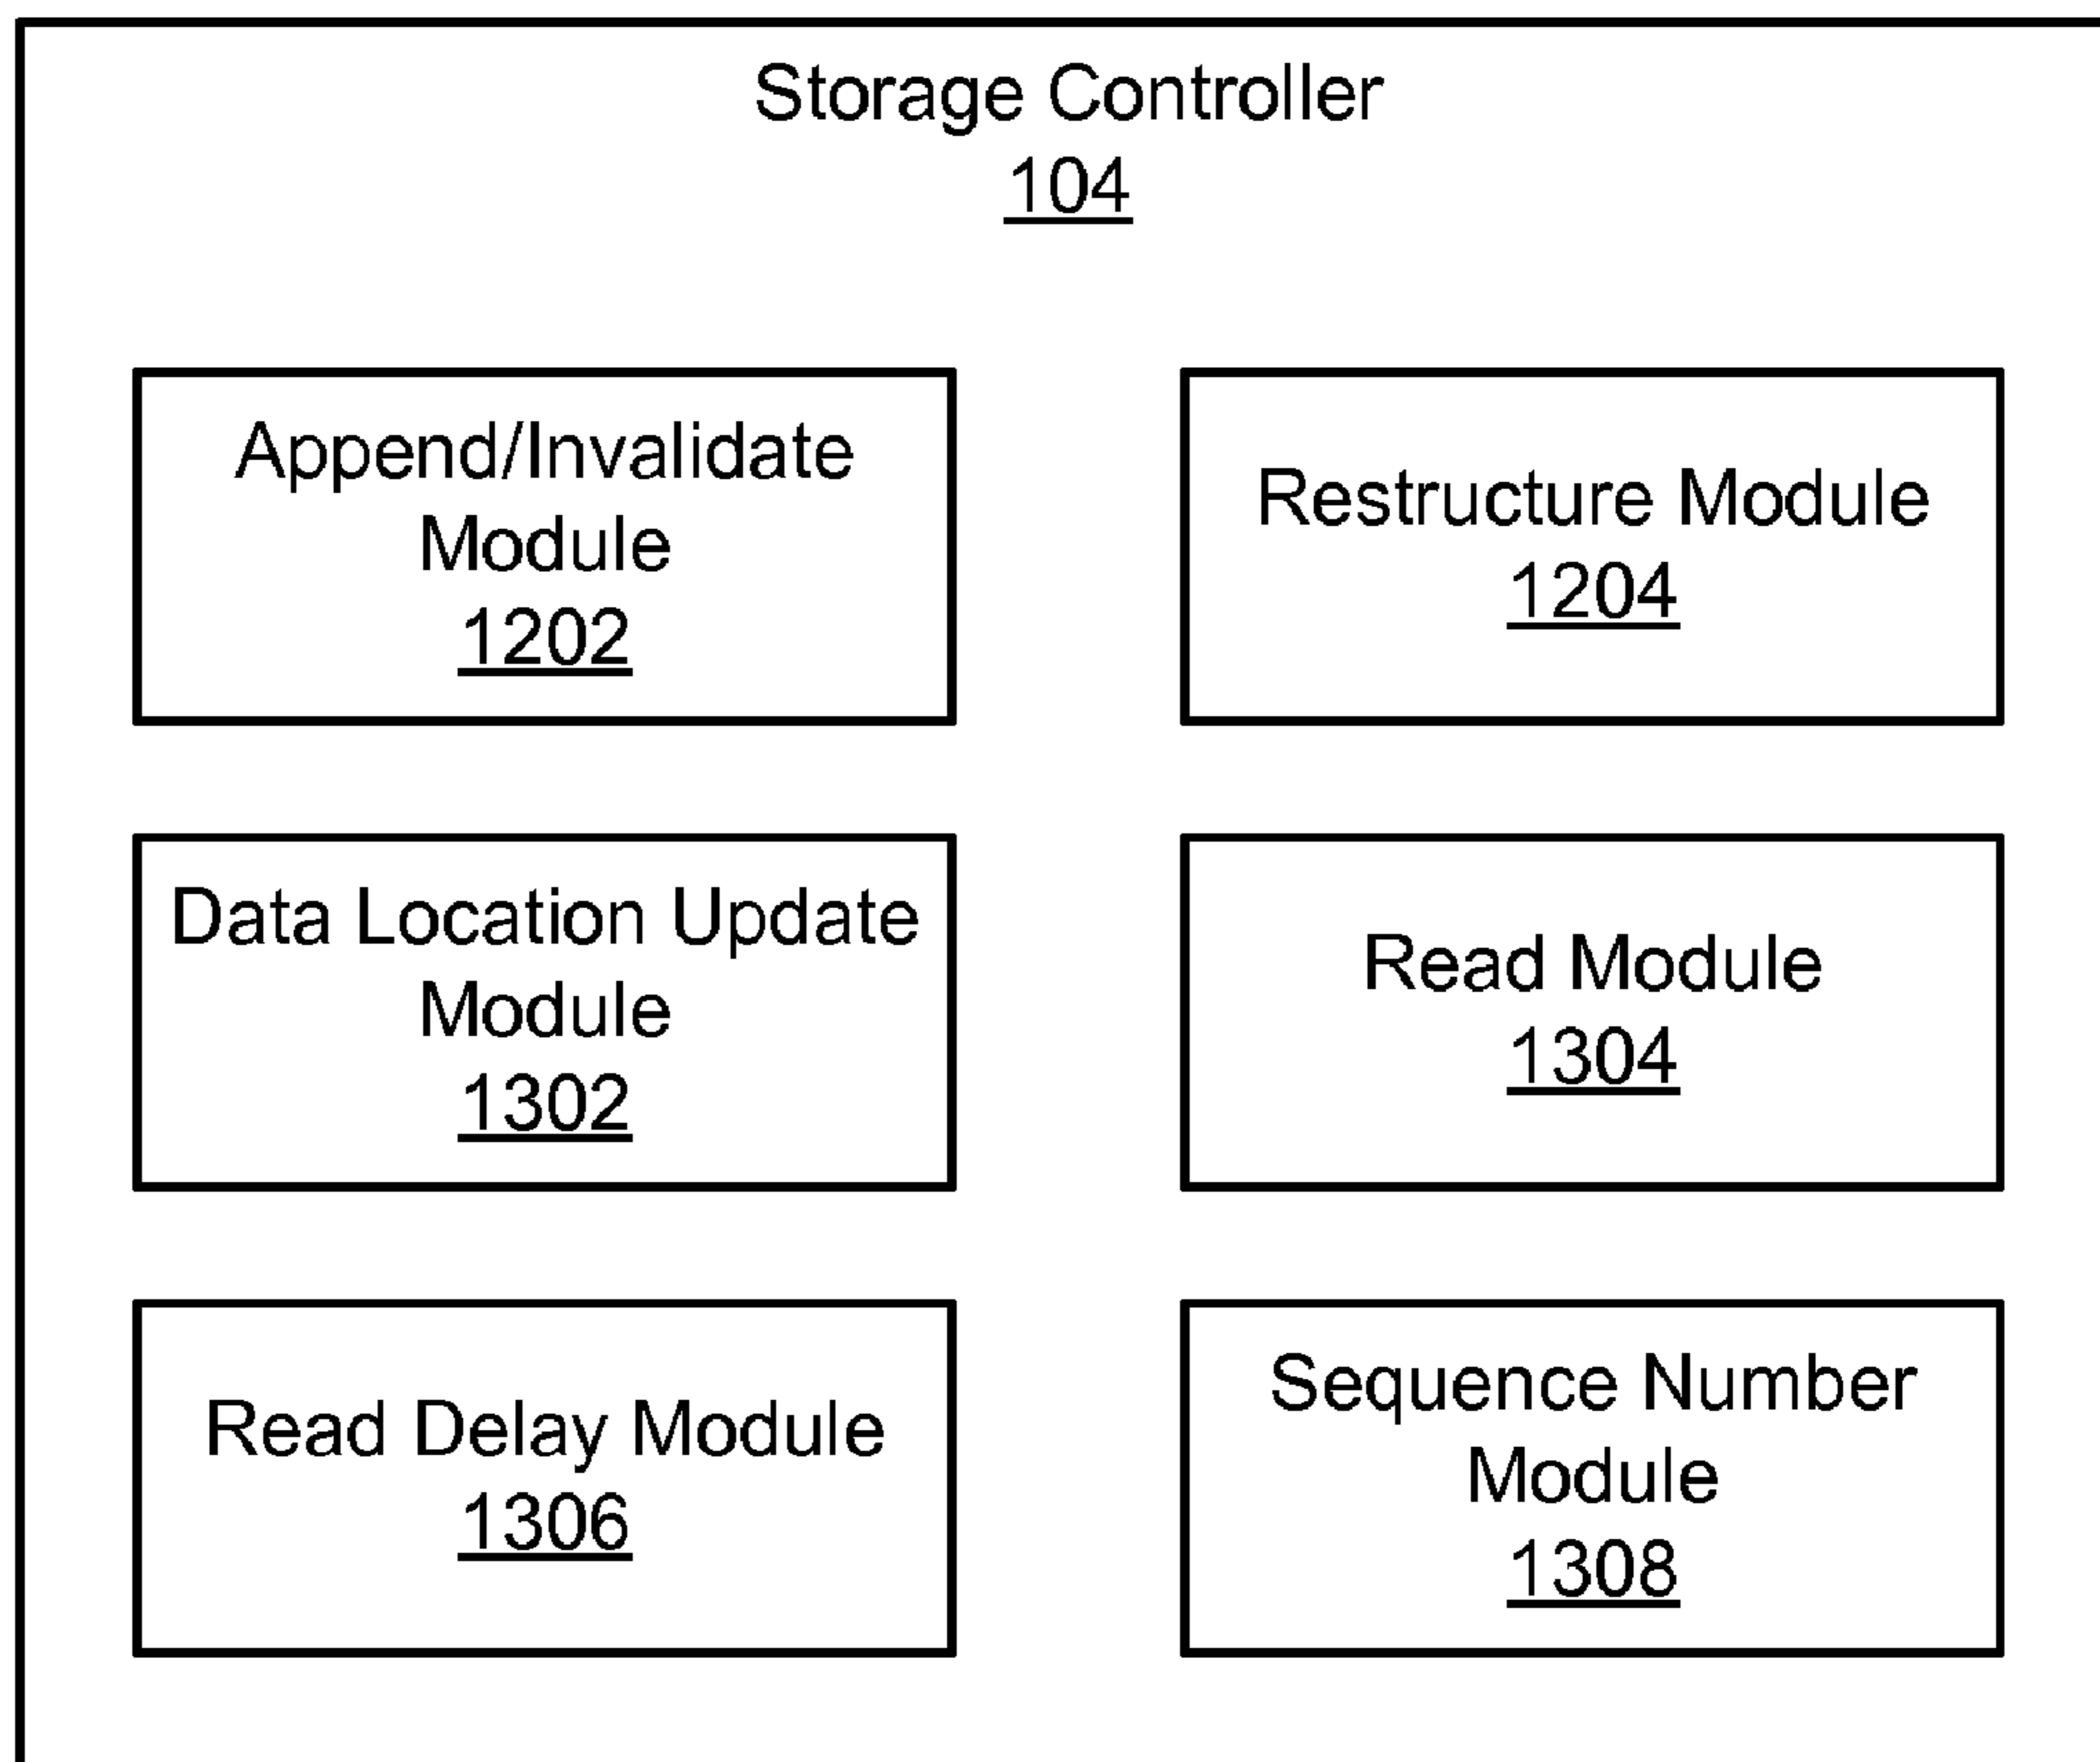 Storage Controller
104
Append/Invalidate
Module
1202
Restructure Module
1204
Data Location Update
Module
1302
Read Module
1304
Read Delay Module
1306
Sequence Number
Module
1308